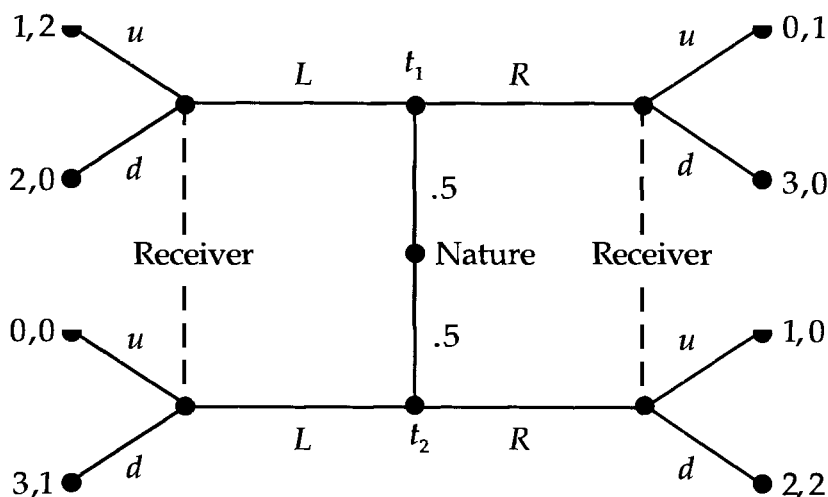 1,2 u L t₁ R u 0,1
2,0 d .5 d 3,0
Receiver Nature Receiver
0,0 u .5 u 1,0
3,1 d L t₂ R d 2,2